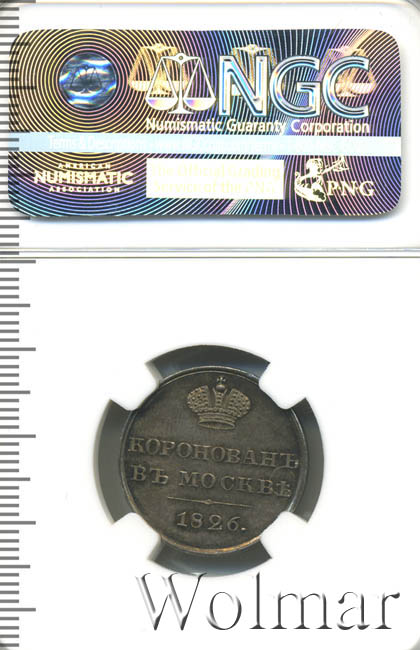 NGC
Numismatic Guaranty Corporation
AMERICAN
NUMISMATIC
ASSOCIATION
PNG
КОРОНОВАНЪ
ВЪ МОСКВѢ
1826.
Wolmar